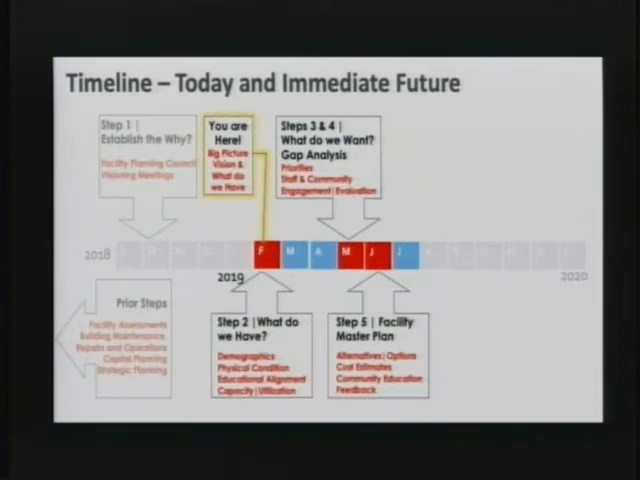 Timeline – Today and Immediate Future
Step 1 |
Establish the Why?
Facility Planning Council
Visioning Meetings
You are
Here!
Big Picture
Vision &
What do
we Have
Steps 3 & 4 |
What do we Want?
Gap Analysis
Priorities
Staff & Community
Engagement | Evaluation
2018
F M A M J J
2019
2020
Prior Steps
Facility Assessments
Building Maintenance,
Repairs and Operations
Capital Planning
Strategic Planning
Step 2 | What do
we Have?
Demographics
Physical Condition
Educational Alignment
Capacity | Utilization
Step 5 | Facility
Master Plan
Alternatives | Options
Cost Estimates
Community Education
Feedback